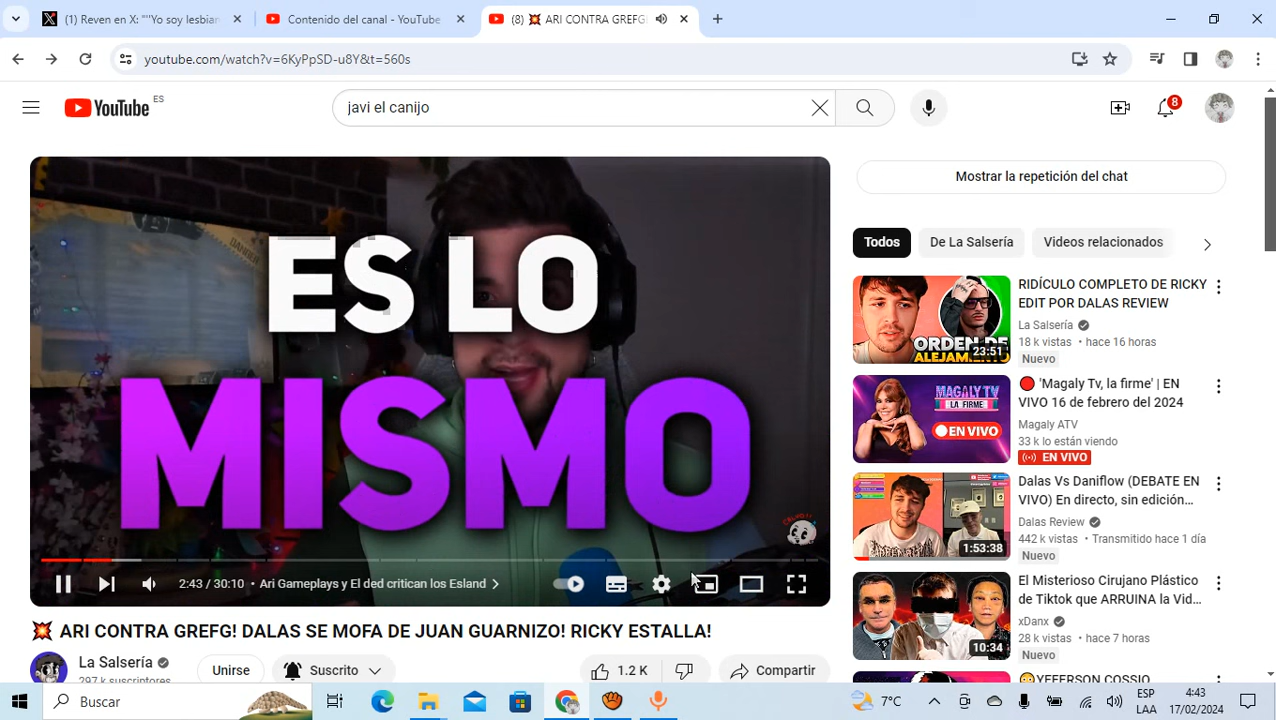 (1) Reven en X: ""Yo soy lesbian
Contenido del canal - YouTube
(8) 💥 ARI CONTRA GREFG!
youtube.com/watch?v=6KyPpSD-u8Y&t=560s
YouTube ES
javi el canijo
8
ES LO
MISMO
2:43 / 30:10 • Ari Gameplays y El ded critican los Esland
💥 ARI CONTRA GREFG! DALAS SE MOFA DE JUAN GUARNIZO! RICKY ESTALLA!
La Salsería
297 k suscriptores
Unirse
Suscrito
1.2 K
Compartir
Mostrar la repetición del chat
Todos
De La Salsería
Videos relacionados
ORDEN DE
ALEJAMIENTO
23:51
RIDÍCULO COMPLETO DE RICKY
EDIT POR DALAS REVIEW
La Salsería
18 k vistas • hace 16 horas
Nuevo
MAGALY TV
LA FIRME
EN VIVO
🔴 'Magaly Tv, la firme' | EN
VIVO 16 de febrero del 2024
Magaly ATV
33 k lo están viendo
EN VIVO
1:53:38
Dalas Vs Daniflow (DEBATE EN
VIVO) En directo, sin edición…
Dalas Review
442 k vistas • Transmitido hace 1 día
Nuevo
10:34
El Misterioso Cirujano Plástico
de Tiktok que ARRUINA la Vid…
xDanx
28 k vistas • hace 7 horas
Nuevo
YEFERSON COSSIO
Buscar
7°C
ESP
LAA
4:43
17/02/2024